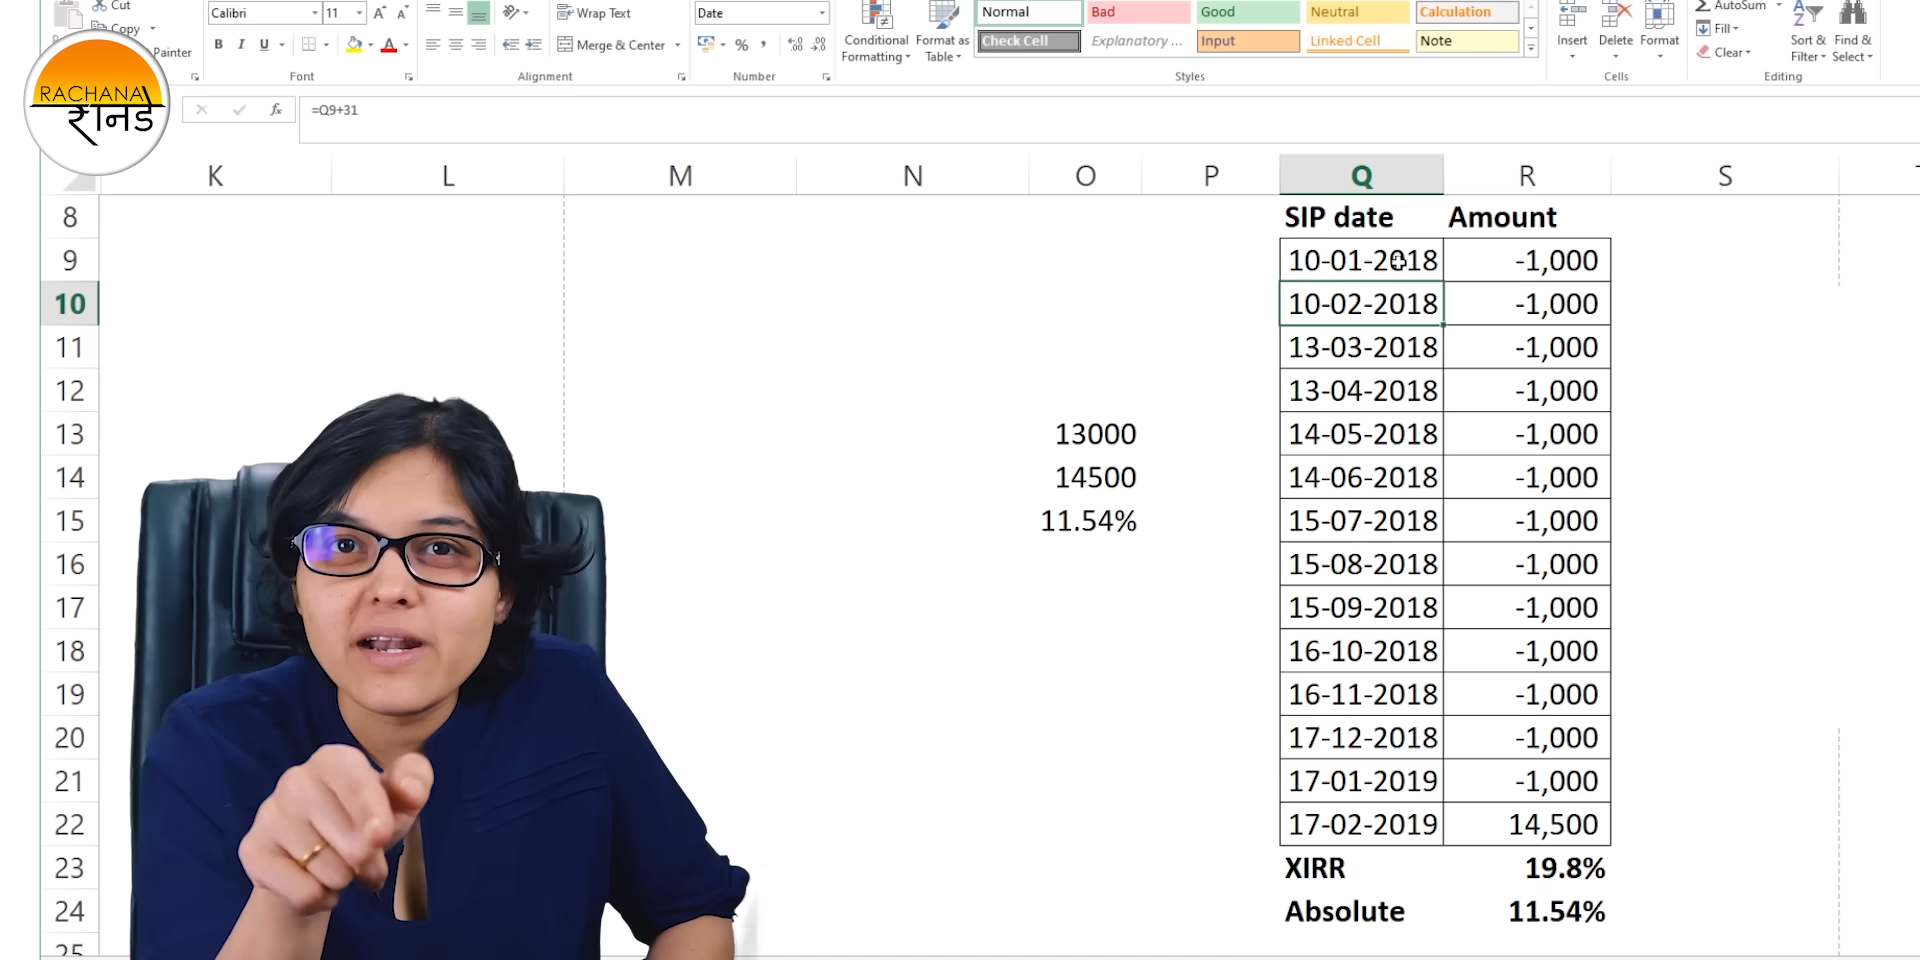 Cut
Copy
Painter
Calibri 11 A A
B I U A
Font
Wrap Text
Merge & Center
Alignment
Date
% ,
Number
Conditional Formatting
Format as Table
Normal Bad Good Neutral Calculation
Check Cell Explanatory ... Input Linked Cell Note
Styles
Insert Delete Format
Cells
AutoSum
Fill
Clear
Sort & Filter
Find & Select
Editing
RACHANA
रानडे
fx =Q9+31
K L M N O P Q R S
8 SIP date Amount
9 10-01-2018 -1,000
10 10-02-2018 -1,000
11 13-03-2018 -1,000
12 13-04-2018 -1,000
13 13000 14-05-2018 -1,000
14 14500 14-06-2018 -1,000
15 11.54% 15-07-2018 -1,000
16 15-08-2018 -1,000
17 15-09-2018 -1,000
18 16-10-2018 -1,000
19 16-11-2018 -1,000
20 17-12-2018 -1,000
21 17-01-2019 -1,000
22 17-02-2019 14,500
23 XIRR 19.8%
24 Absolute 11.54%
25